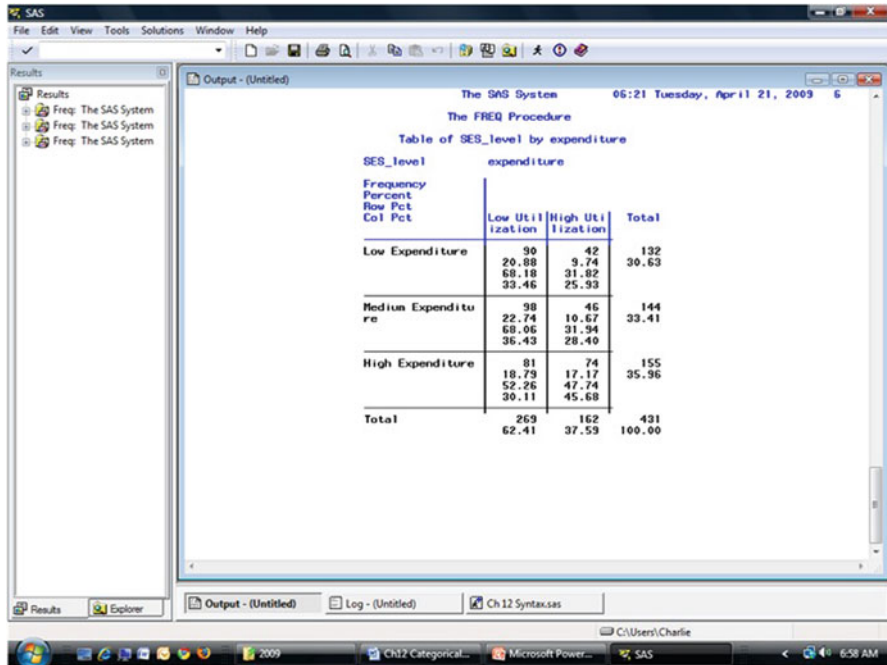 SAS
File Edit View Tools Solutions Window Help
Results
Results
Freq: The SAS System
Freq: The SAS System
Freq: The SAS System
Output - (Untitled)
The SAS System 06:21 Tuesday, April 21, 2009 6
The FREQ Procedure
Table of SES_level by expenditure
SES_level expenditure
Frequency
Percent
Row Pct
Col Pct Low Util High Uti Total
ization lization
Low Expenditure 90 42 132
20.88 9.74 30.63
68.18 31.82
33.46 25.93
Medium Expenditu 98 46 144
re 22.74 10.67 33.41
68.06 31.94
36.43 28.40
High Expenditure 81 74 155
18.79 17.17 35.96
52.26 47.74
30.11 45.68
Total 269 162 431
62.41 37.59 100.00
Results Explorer
Output - (Untitled) Log - (Untitled) Ch 12 Syntax.sas
C:\Users\Charlie
2009 Ch12 Categorical... Microsoft Power... SAS 6:58 AM